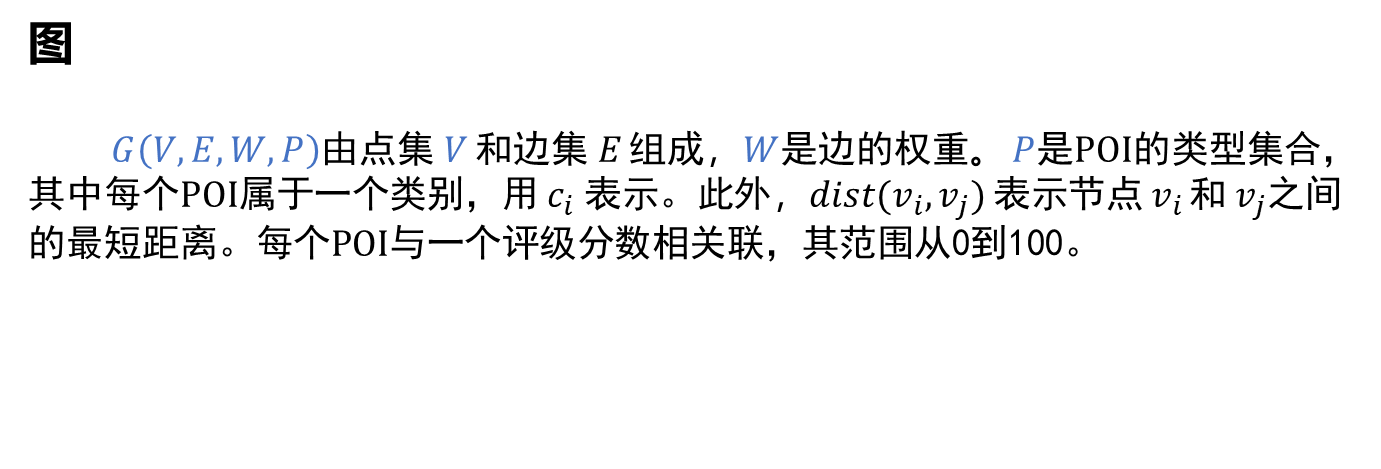 图
G(V,E,W,P)由点集 V 和边集 E 组成，W是边的权重。P是POI的类型集合，
其中每个POI属于一个类别，用 cᵢ 表示。此外，dist(vᵢ,vⱼ) 表示节点 vᵢ 和 vⱼ之间
的最短距离。每个POI与一个评级分数相关联，其范围从0到100。